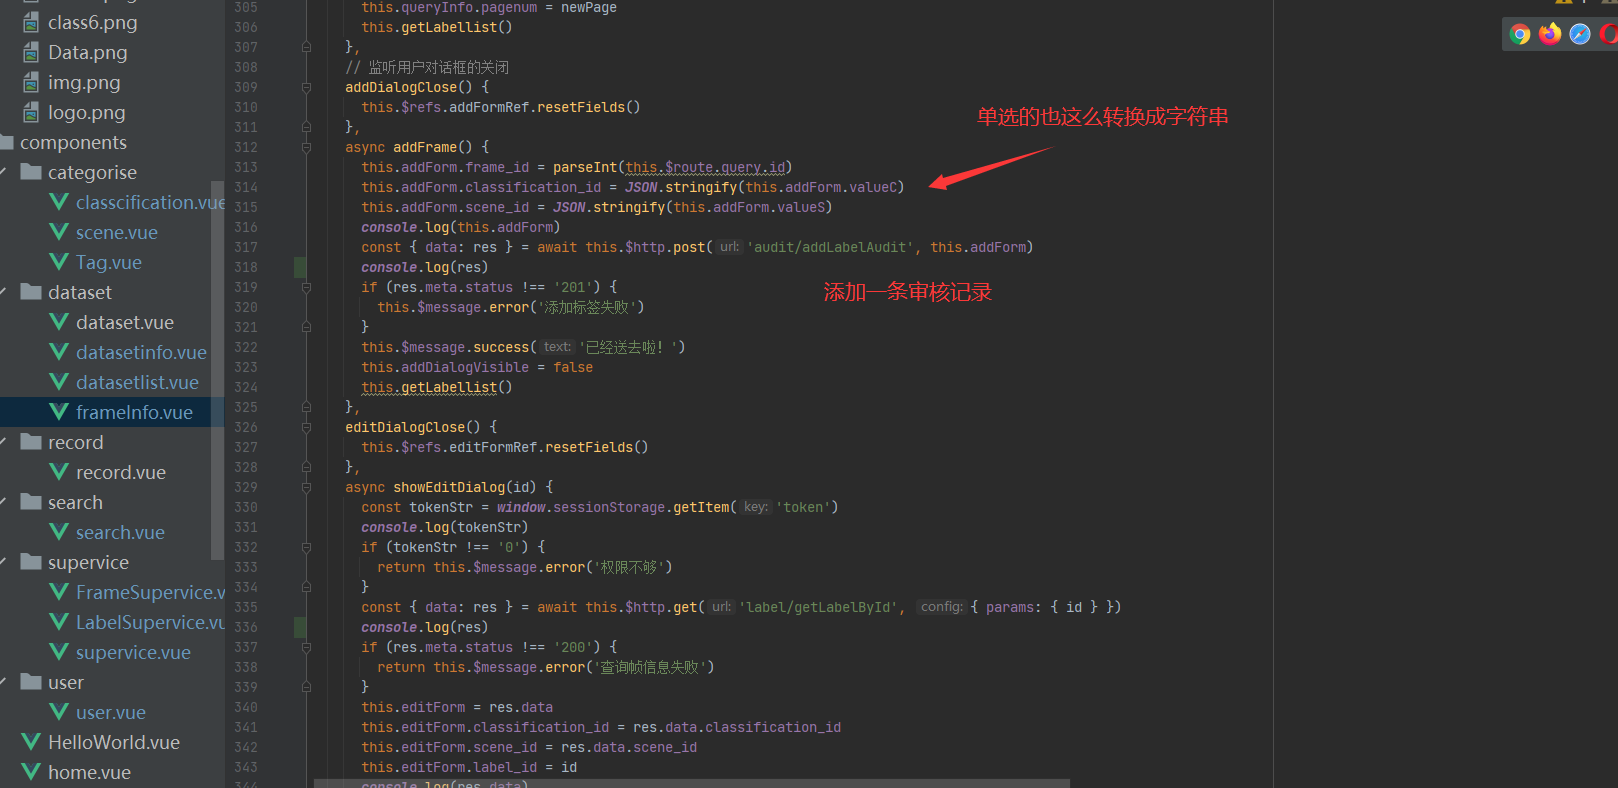 class6.png
Data.png
img.png
logo.png
components
categorise
classcification.vue
scene.vue
Tag.vue
dataset
dataset.vue
datasetinfo.vue
datasetlist.vue
frameInfo.vue
record
record.vue
search
search.vue
supervice
FrameSupervice.v
LabelSupervice.vu
supervice.vue
user
user.vue
HelloWorld.vue
home.vue
305 this.queryInfo.pagenum = newPage
306 this.getLabellist()
307 },
308 // 监听用户对话框的关闭
309 addDialogClose() {
310 this.$refs.addFormRef.resetFields()
311 },
312 async addFrame() {
313 this.addForm.frame_id = parseInt(this.$route.query.id)
314 this.addForm.classification_id = JSON.stringify(this.addForm.valueC)
315 this.addForm.scene_id = JSON.stringify(this.addForm.valueS)
316 console.log(this.addForm)
317 const { data: res } = await this.$http.post( url: 'audit/addLabelAudit', this.addForm)
318 console.log(res)
319 if (res.meta.status !== '201') {
320 this.$message.error('添加标签失败')
321 }
322 this.$message.success( text: '已经送去啦! ')
323 this.addDialogVisible = false
324 this.getLabellist()
325 },
326 editDialogClose() {
327 this.$refs.editFormRef.resetFields()
328 },
329 async showEditDialog(id) {
330 const tokenStr = window.sessionStorage.getItem( key: 'token')
331 console.log(tokenStr)
332 if (tokenStr !== '0') {
333 return this.$message.error('权限不够')
334 }
335 const { data: res } = await this.$http.get( url: 'label/getLabelById', config: { params: { id } })
336 console.log(res)
337 if (res.meta.status !== '200') {
338 return this.$message.error('查询帧信息失败')
339 }
340 this.editForm = res.data
341 this.editForm.classification_id = res.data.classification_id
342 this.editForm.scene_id = res.data.scene_id
343 this.editForm.label_id = id
344 console.log(res.data)
单选的也这么转换成字符串
添加一条审核记录